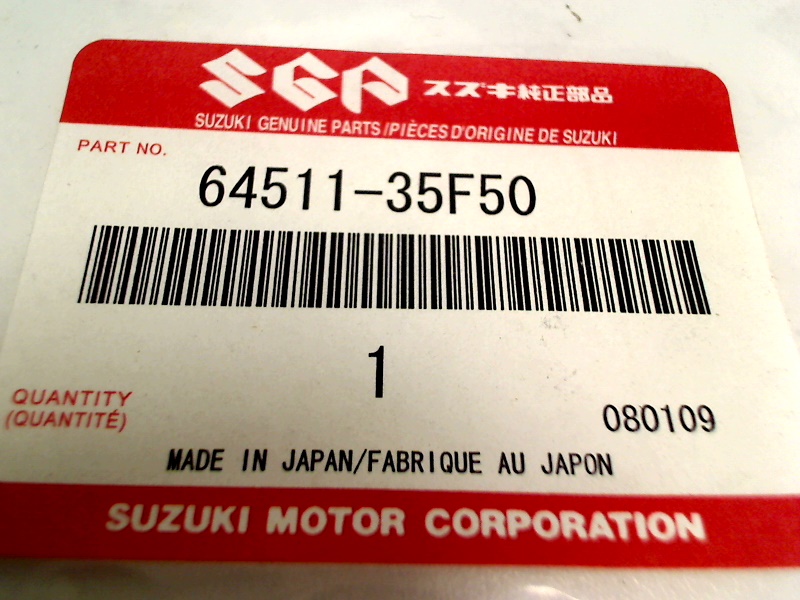 SGP スズキ純正部品
SUZUKI GENUINE PARTS/PIÈCES D'ORIGINE DE SUZUKI
PART NO.
64511-35F50
1
QUANTITY
(QUANTITÉ)
080109
MADE IN JAPAN/FABRIQUE AU JAPON
SUZUKI MOTOR CORPORATION